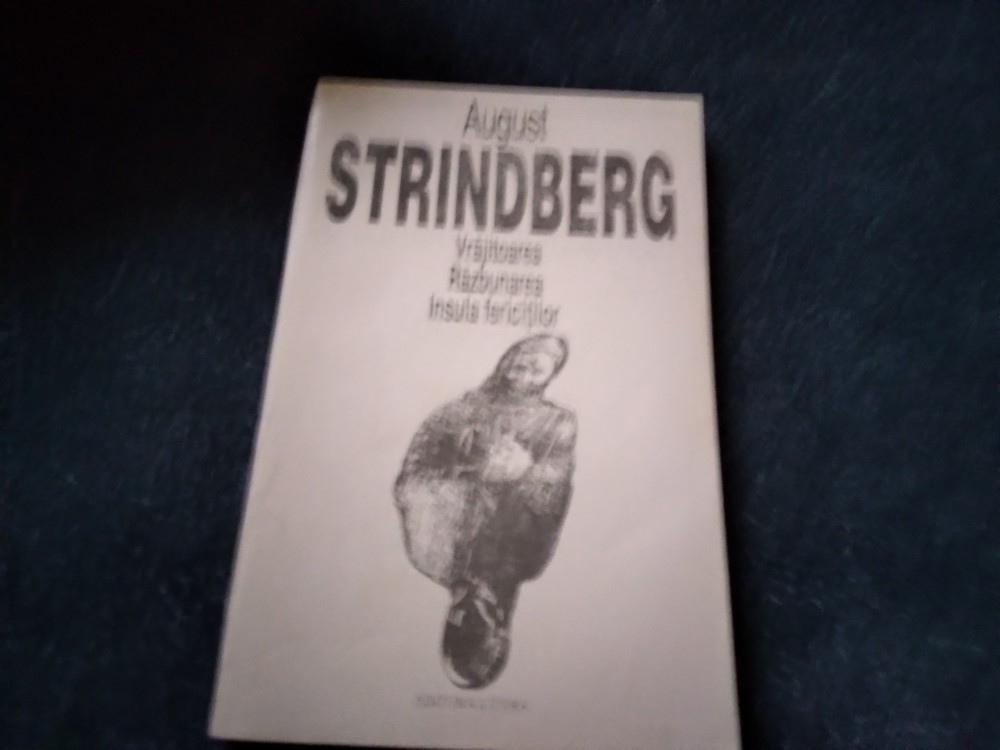 August
STRINDBERG
Vrăjitoarea
Răzbunarea
Insula fericiților